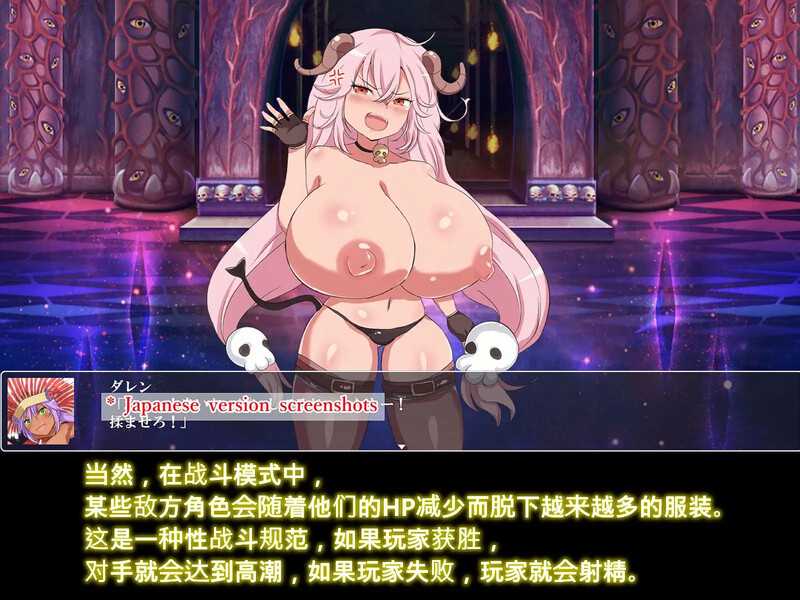 ダレン
* Japanese version screenshots ー！
揉ませろ！」
当然，在战斗模式中，
某些敌方角色会随着他们的HP减少而脱下越来越多的服装。
这是一种性战斗规范，如果玩家获胜，
对手就会达到高潮，如果玩家失败，玩家就会射精。